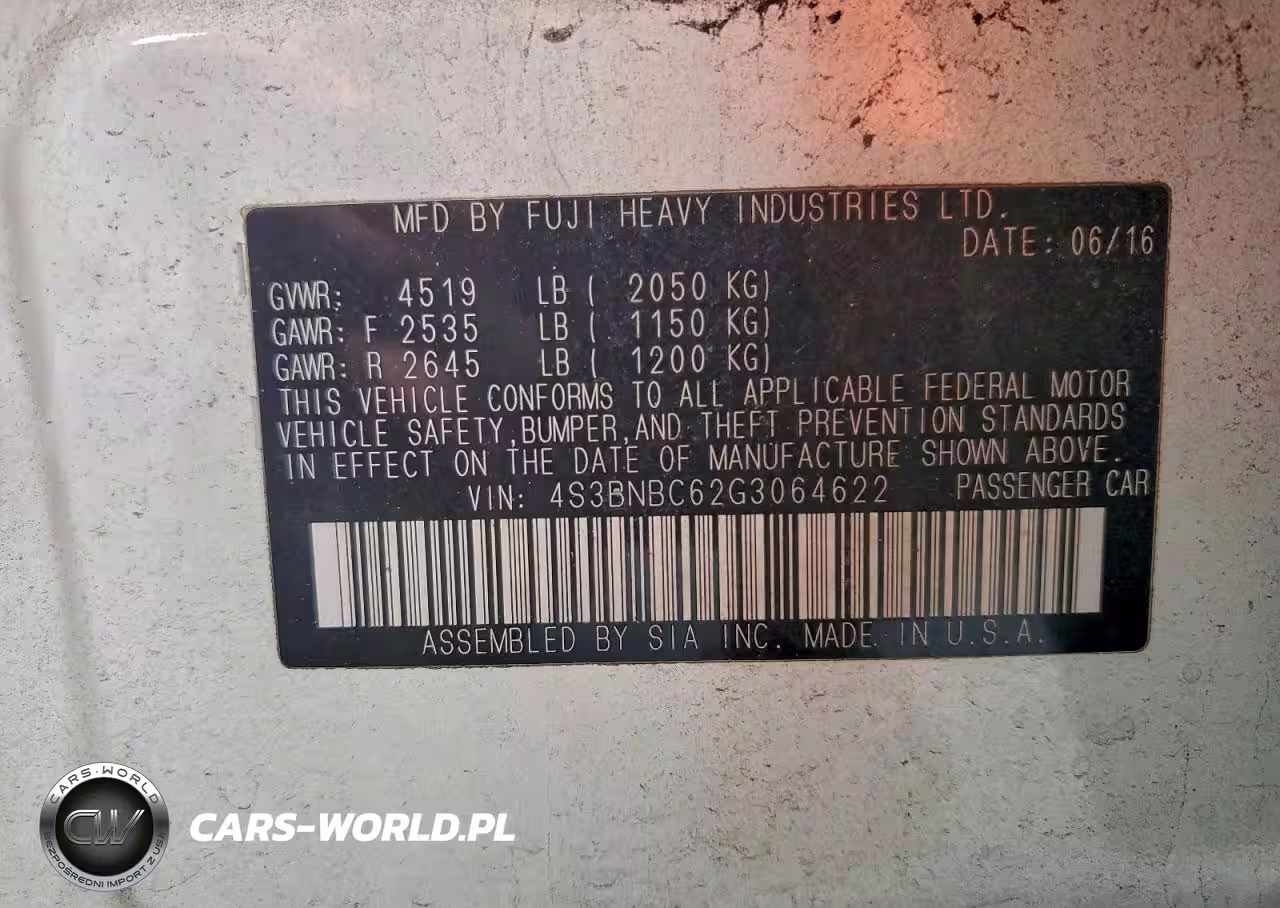 MFD BY FUJI HEAVY INDUSTRIES LTD.
DATE: 06/16
GVWR: 4519 LB ( 2050 KG)
GAWR: F 2535 LB ( 1150 KG)
GAWR: R 2645 LB ( 1200 KG)
THIS VEHICLE CONFORMS TO ALL APPLICABLE FEDERAL MOTOR
VEHICLE SAFETY,BUMPER,AND THEFT PREVENTION STANDARDS
IN EFFECT ON THE DATE OF MANUFACTURE SHOWN ABOVE.
VIN: 4S3BNBC62G3064622 PASSENGER CAR
ASSEMBLED BY SIA INC. MADE IN U.S.A.
CARS-WORLD
CW
BEZPOŚREDNI IMPORT Z USA
CARS-WORLD.PL